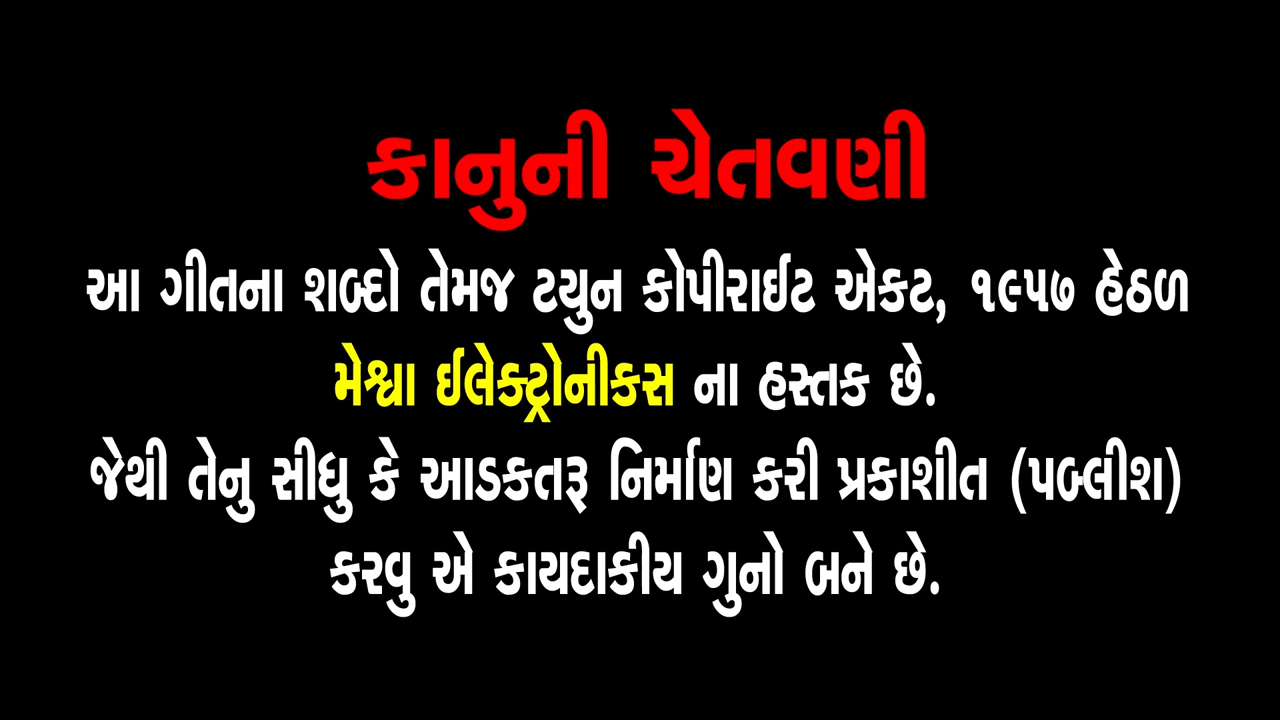 કાનુની ચેતવણી
આ ગીતના શબ્દો તેમજ ટયુન કોપીરાઈટ એકટ, ૧૯૫૭ હેઠળ
મેશ્વા ઈલેક્ટ્રોનીકસ ના હસ્તક છે.
જેથી તેનુ સીધુ કે આડકતરૂ નિર્માણ કરી પ્રકાશીત (પબ્લીશ)
કરવુ એ કાયદાકીય ગુનો બને છે.